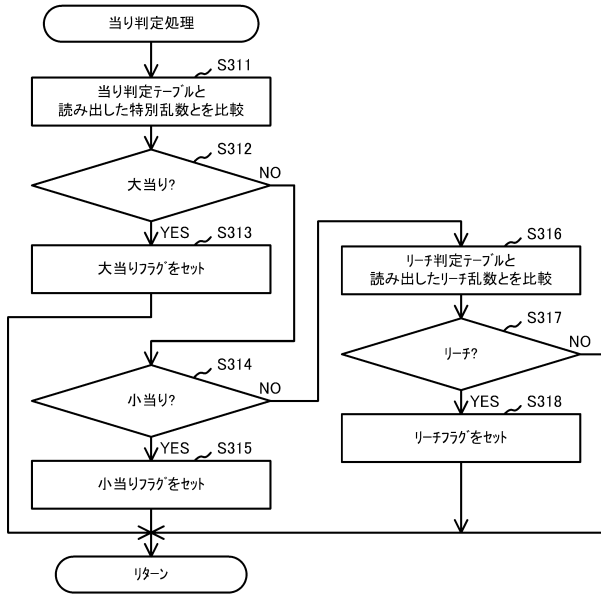 当り判定処理
S311
当り判定テーブルと
読み出した特別乱数とを比較
S312
大当り?
NO
YES
S313
大当りフラグをセット
S314
小当り?
NO
YES
S315
小当りフラグをセット
S316
リーチ判定テーブルと
読み出したリーチ乱数とを比較
S317
リーチ?
NO
YES
S318
リーチフラグをセット
リターン